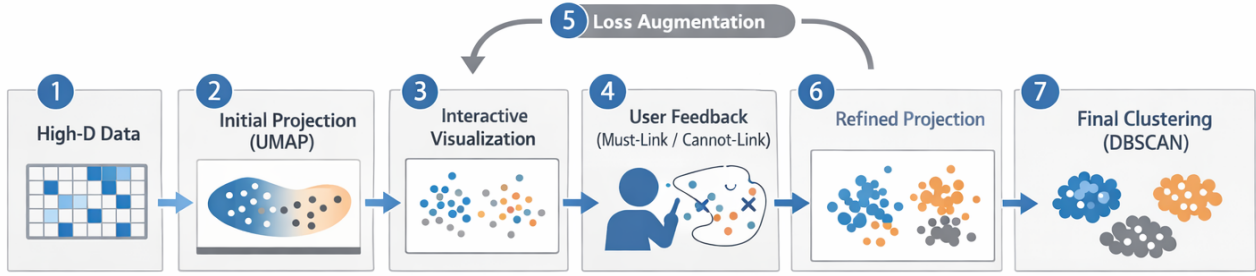 5 Loss Augmentation
1
High-D Data
2
Initial Projection
(UMAP)
3
Interactive
Visualization
4
User Feedback
(Must-Link / Cannot-Link)
6
Refined Projection
7
Final Clustering
(DBSCAN)